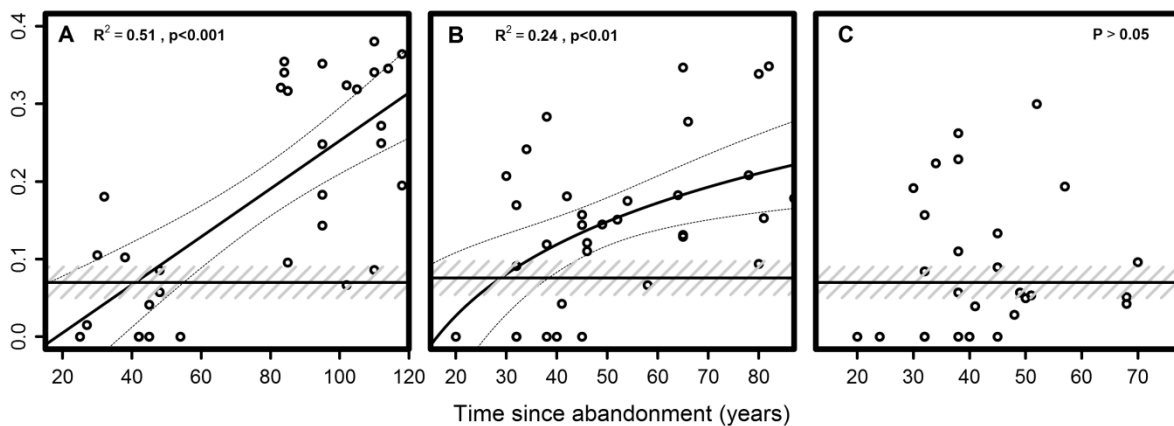 0.4
0.3
0.2
0.1
0.0
A R² = 0.51 , p<0.001
B R² = 0.24 , p<0.01
C P > 0.05
20 40 60 80 100 120
20 30 40 50 60 70 80
20 30 40 50 60 70
Time since abandonment (years)